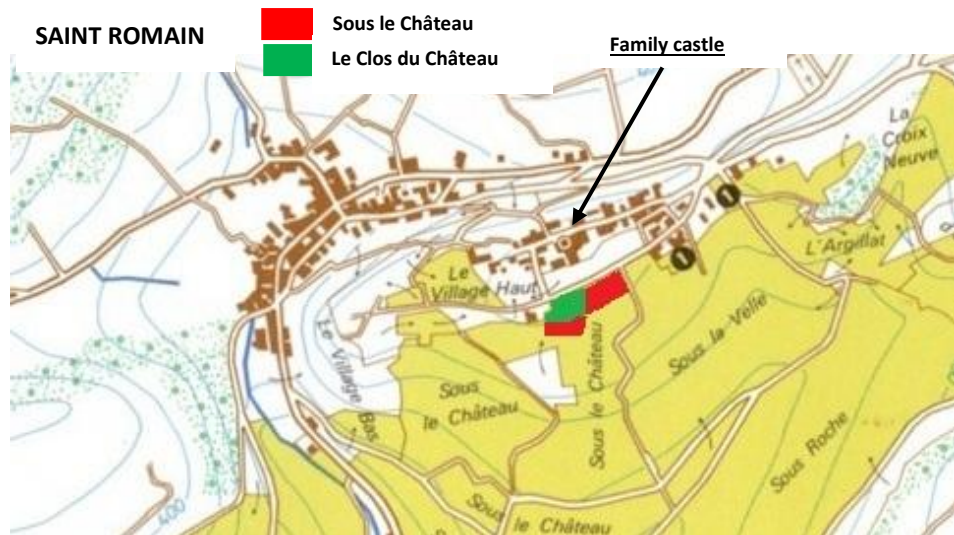 SAINT ROMAIN
Sous le Château
Le Clos du Château
Family castle
La
Croix
Neuve
L'Argillat
Le
Village Haut
Le Village Bas
Sous
le Château
Sous le Château
Sous la Velle
Sous Roche
Sous le Château
400